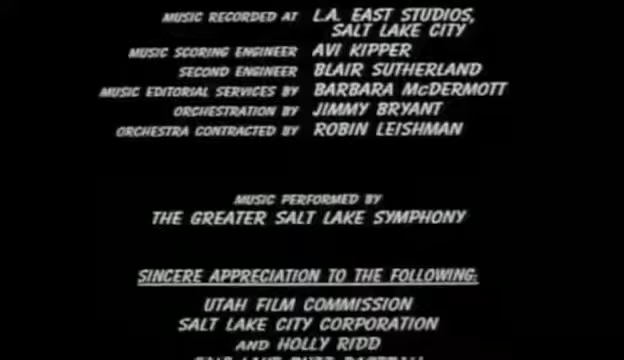 MUSIC RECORDED AT L.A. EAST STUDIOS,
SALT LAKE CITY
MUSIC SCORING ENGINEER AVI KIPPER
SECOND ENGINEER BLAIR SUTHERLAND
MUSIC EDITORIAL SERVICES BY BARBARA McDERMOTT
ORCHESTRATION BY JIMMY BRYANT
ORCHESTRA CONTRACTED BY ROBIN LEISHMAN
MUSIC PERFORMED BY
THE GREATER SALT LAKE SYMPHONY
SINCERE APPRECIATION TO THE FOLLOWING:
UTAH FILM COMMISSION
SALT LAKE CITY CORPORATION
AND HOLLY RIDD